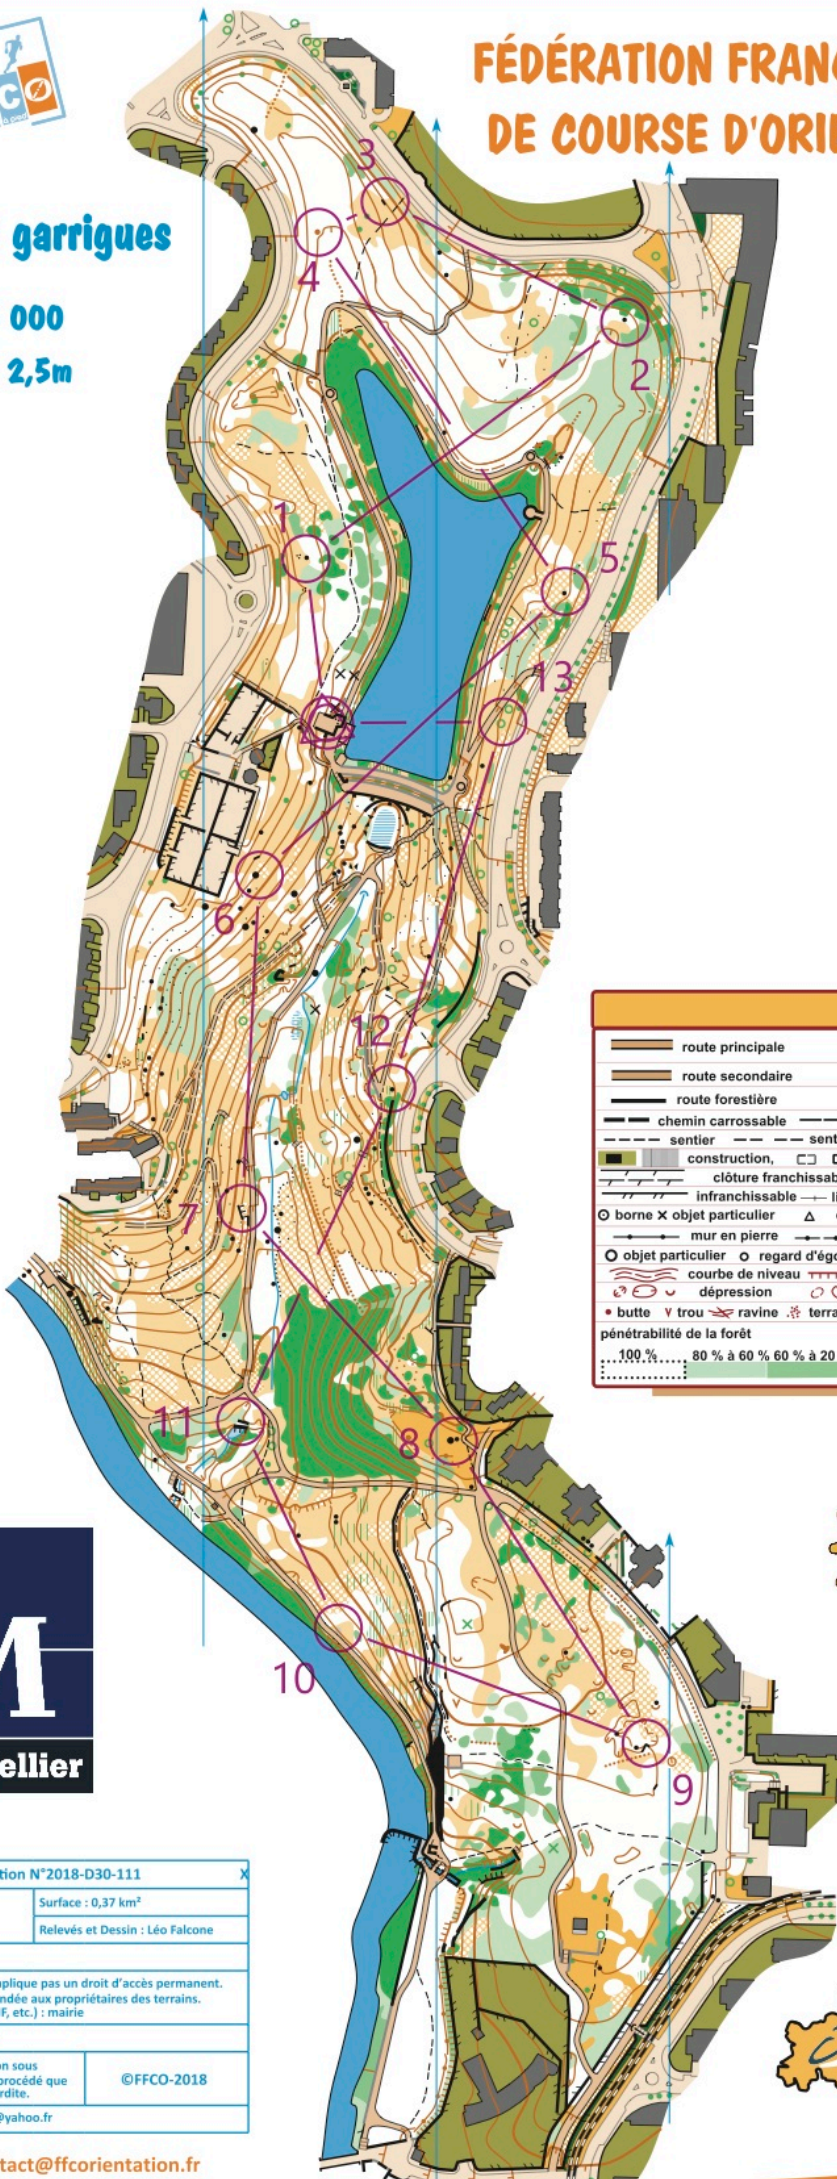 FÉDÉRATION FRAN
DE COURSE D'ORI
CO
à pied
garrigues
000
2,5m
3
4
2
1
5
13
6
12
7
11
8
10
9
route principale
route secondaire
route forestière
chemin carrossable
sentier
construction,
clôture franchissab
infranchissable
borne objet particulier
mur en pierre
objet particulier regard d'égo
courbe de niveau
dépression
butte trou ravine terra
pénétrabilité de la forêt
100 % 80 % à 60 % 60 % à 20
M
ellier
tion N°2018-D30-111 X
Surface : 0,37 km²
Relevés et Dessin : Léo Falcone
plique pas un droit d'accès permanent.
ndée aux propriétaires des terrains.
F, etc.) : mairie
on sous
procédé que
rdite.
©FFCO-2018
@yahoo.fr
tact@ffcorientation.fr